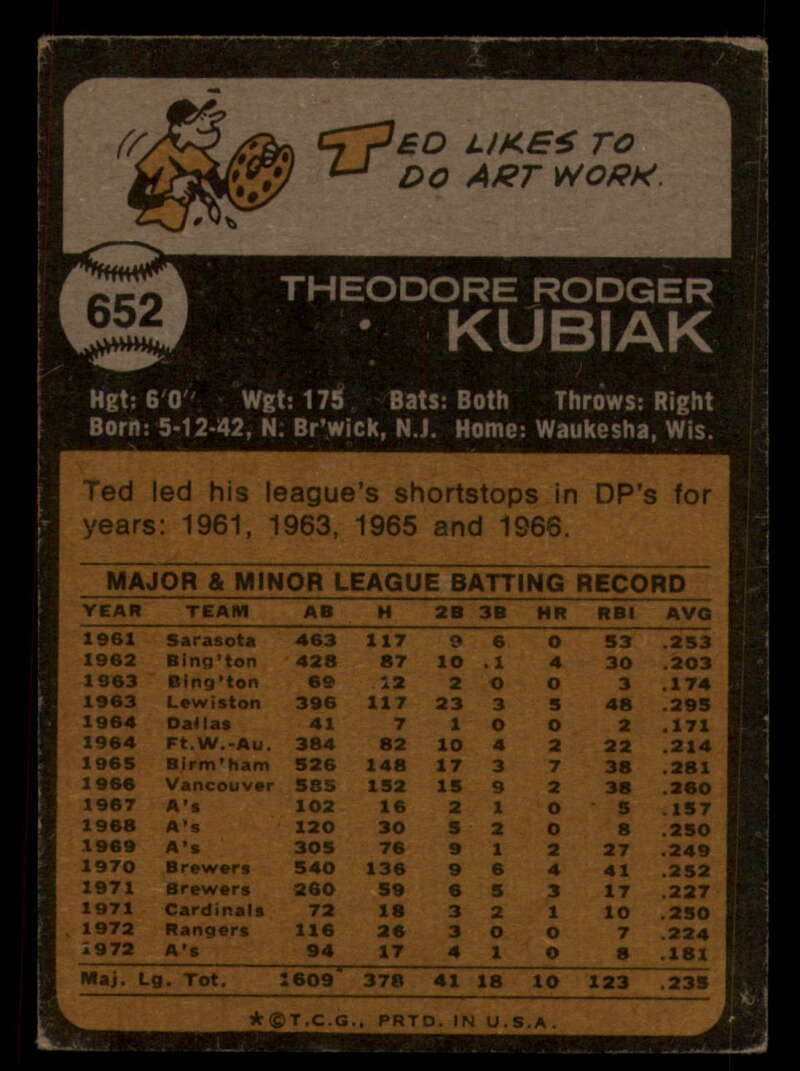 TED LIKES TO
DO ART WORK.
652
THEODORE RODGER
KUBIAK
Hgt: 6'0" Wgt: 175 Bats: Both Throws: Right
Born: 5-12-42, N. Br'wick, N.J. Home: Waukesha, Wis.
Ted led his league's shortstops in DP's for
years: 1961, 1963, 1965 and 1966.
MAJOR & MINOR LEAGUE BATTING RECORD
YEAR TEAM AB H 2B 3B HR RBI AVG
1961 Sarasota 463 117 9 6 0 53 .253
1962 Bing'ton 428 87 10 1 4 30 .203
1963 Bing'ton 69 12 2 0 0 3 .174
1963 Lewiston 396 117 23 3 5 48 .295
1964 Dallas 41 7 1 0 0 2 .171
1964 Ft.W.-Au. 384 82 10 4 2 22 .214
1965 Birm'ham 526 148 17 3 7 38 .281
1966 Vancouver 585 152 15 9 2 38 .260
1967 A's 102 16 2 1 0 5 .157
1968 A's 120 30 5 2 0 8 .250
1969 A's 305 76 9 1 2 27 .249
1970 Brewers 540 136 9 6 4 41 .252
1971 Brewers 260 59 6 5 3 17 .227
1971 Cardinals 72 18 3 2 1 10 .250
1972 Rangers 116 26 3 0 0 7 .224
1972 A's 94 17 4 1 0 8 .181
Maj. Lg. Tot. 1609 378 41 18 10 123 .235
*©T.C.G., PRTD. IN U.S.A.